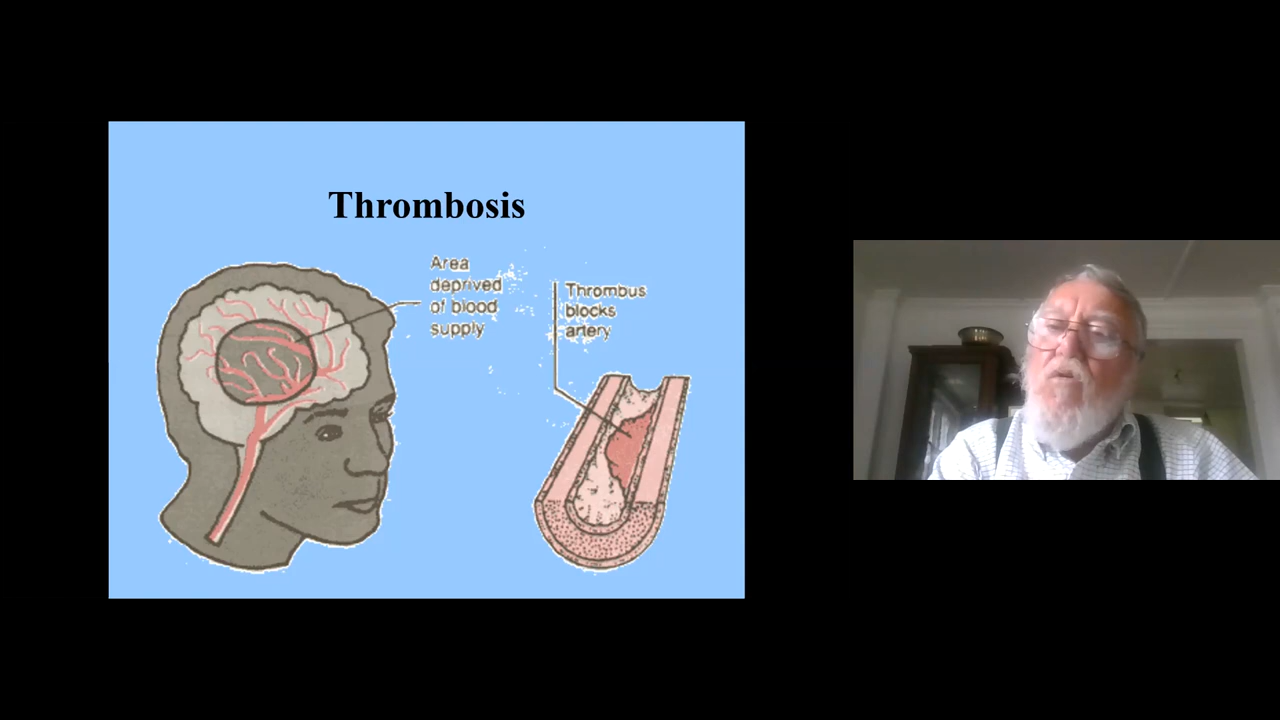 Thrombosis
Area
deprived
of blood
supply
Thrombus
blocks
artery